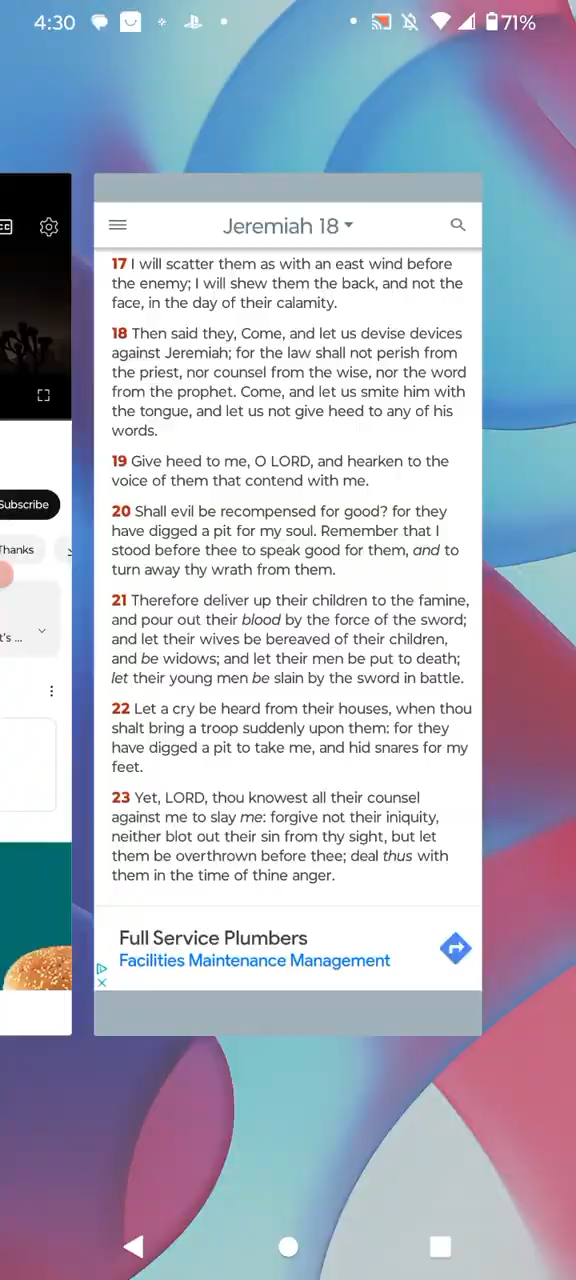 4:30
71%
CC
Jeremiah 18
17 I will scatter them as with an east wind before
the enemy; I will shew them the back, and not the
face, in the day of their calamity.
18 Then said they, Come, and let us devise devices
against Jeremiah; for the law shall not perish from
the priest, nor counsel from the wise, nor the word
from the prophet. Come, and let us smite him with
the tongue, and let us not give heed to any of his
words.
19 Give heed to me, O LORD, and hearken to the
voice of them that contend with me.
20 Shall evil be recompensed for good? for they
have digged a pit for my soul. Remember that I
stood before thee to speak good for them, and to
turn away thy wrath from them.
21 Therefore deliver up their children to the famine,
and pour out their blood by the force of the sword;
and let their wives be bereaved of their children,
and be widows; and let their men be put to death;
let their young men be slain by the sword in battle.
22 Let a cry be heard from their houses, when thou
shalt bring a troop suddenly upon them: for they
have digged a pit to take me, and hid snares for my
feet.
23 Yet, LORD, thou knowest all their counsel
against me to slay me: forgive not their iniquity,
neither blot out their sin from thy sight, but let
them be overthrown before thee; deal thus with
them in the time of thine anger.
Full Service Plumbers
Facilities Maintenance Management
Subscribe
Thanks
t's ...